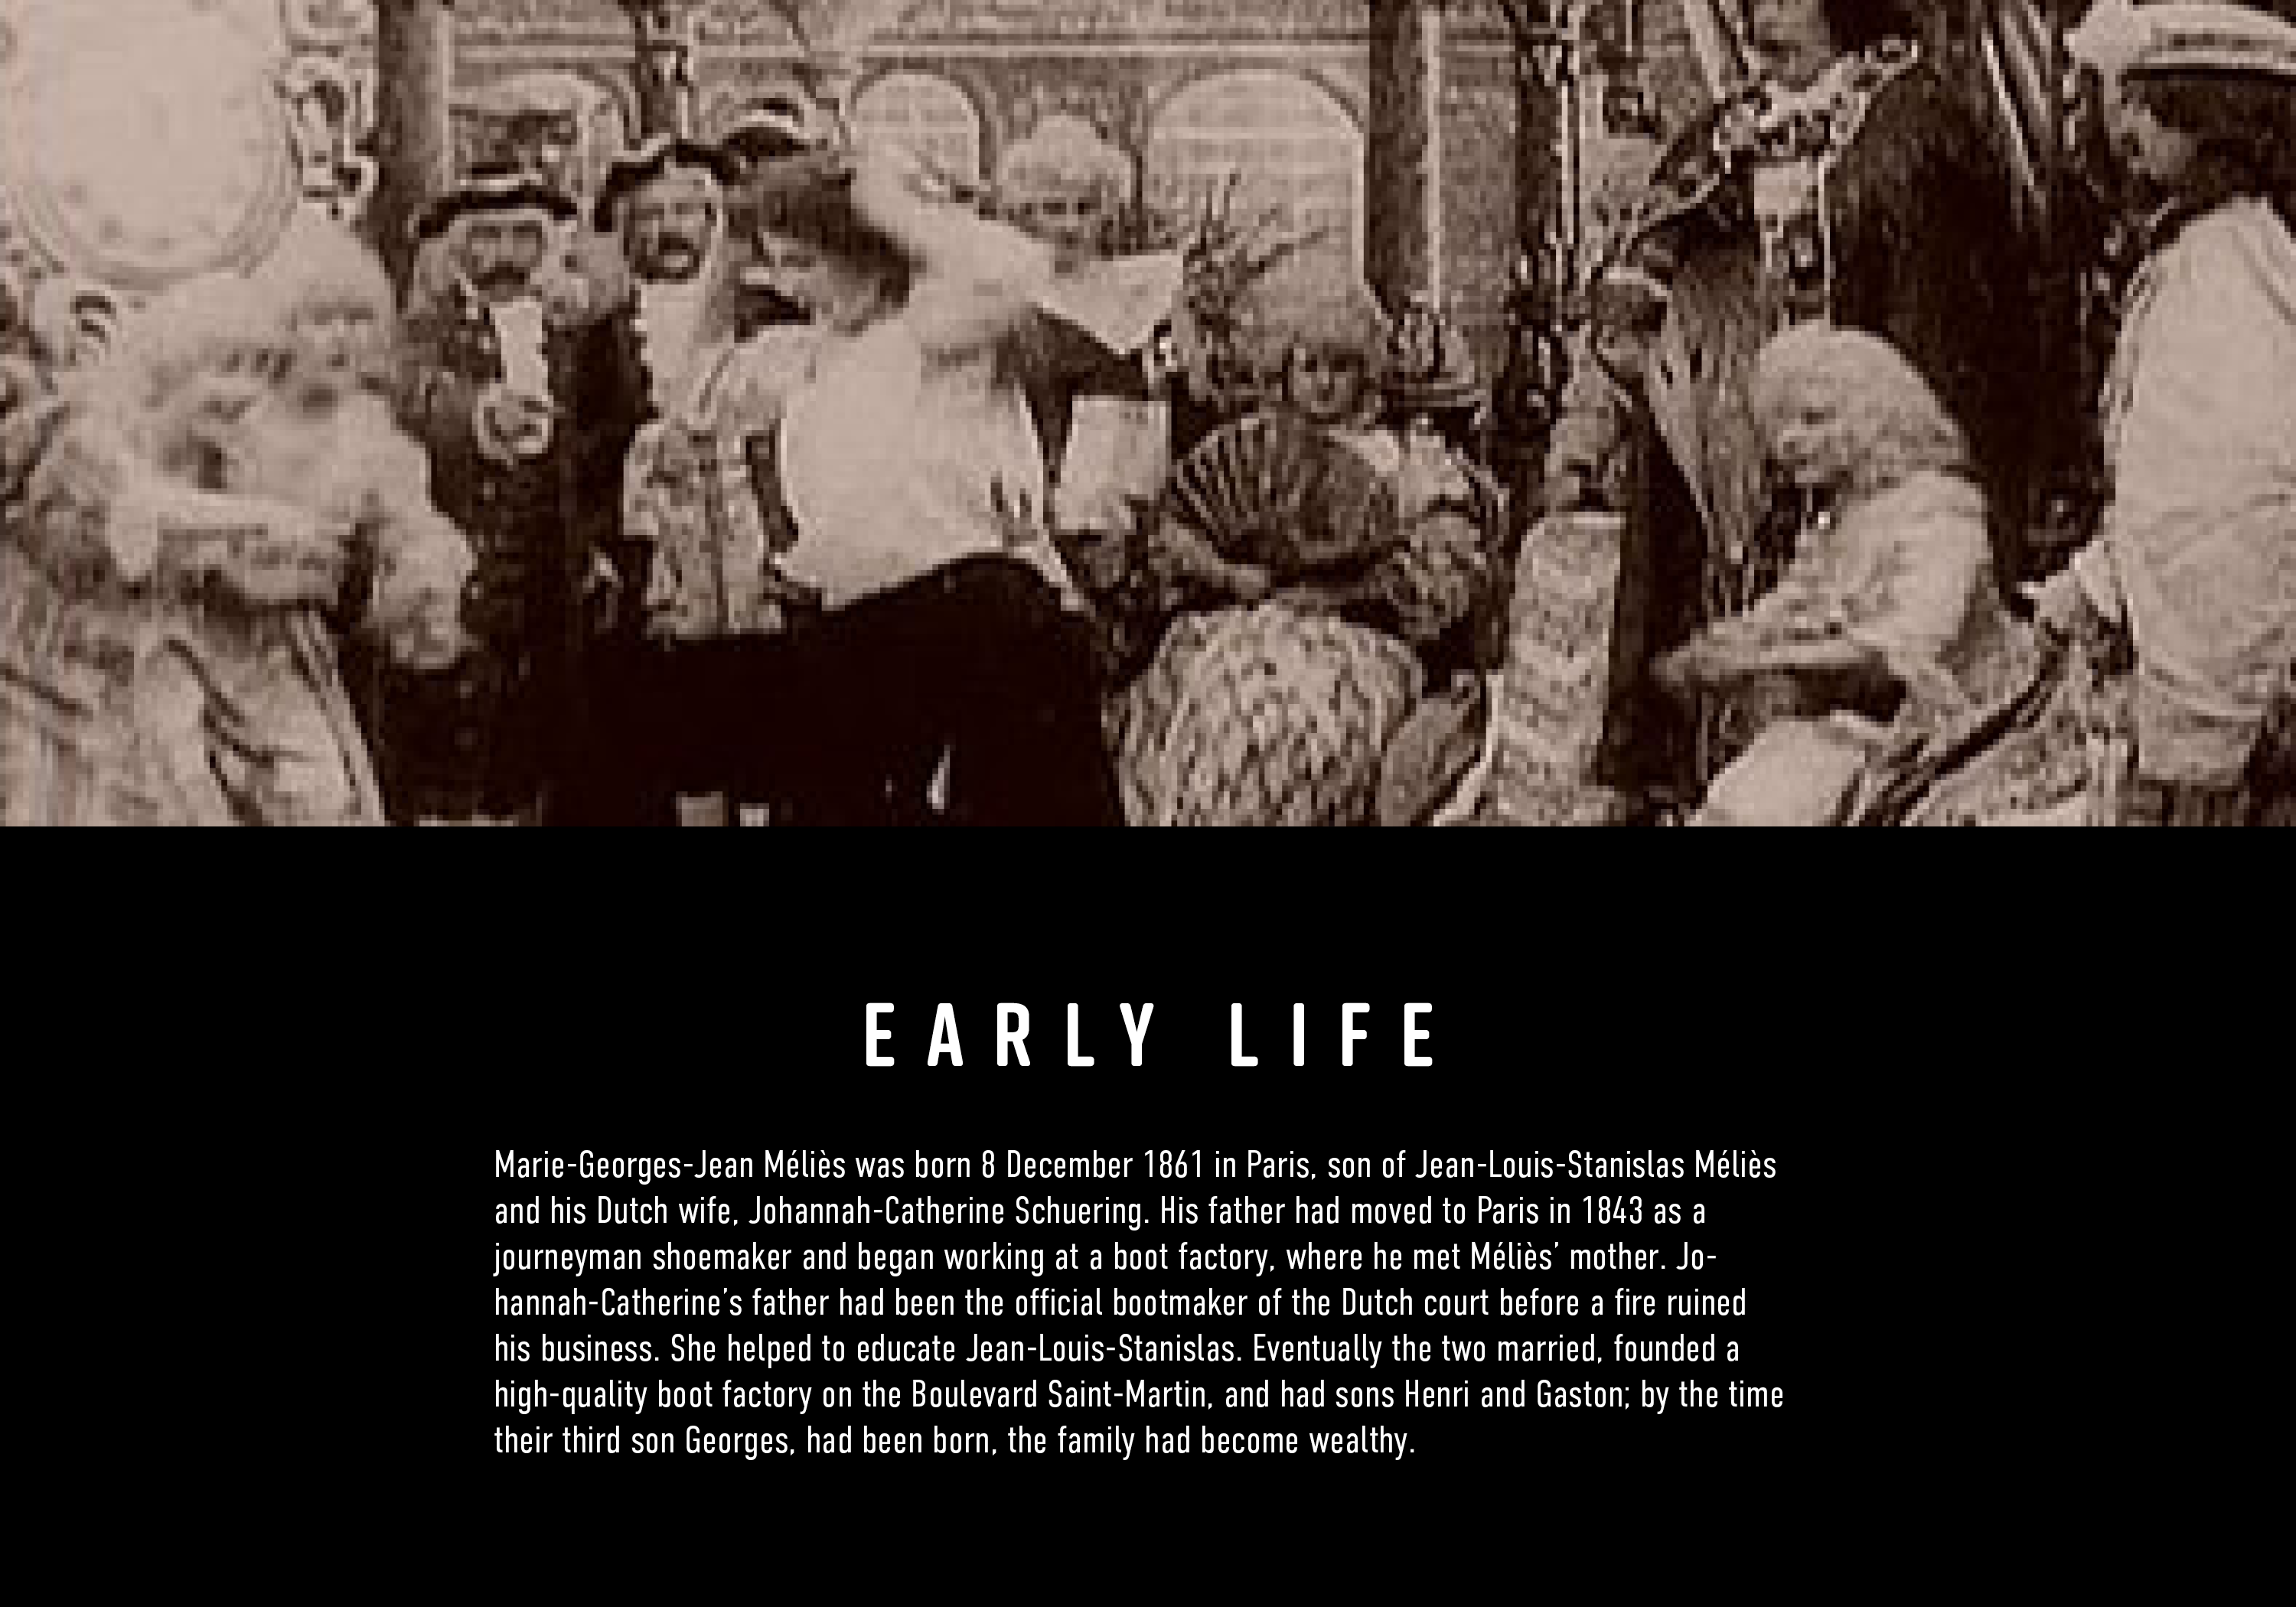 EARLY LIFE
Marie-Georges-Jean Méliès was born 8 December 1861 in Paris, son of Jean-Louis-Stanislas Méliès
and his Dutch wife, Johannah-Catherine Schuering. His father had moved to Paris in 1843 as a
journeyman shoemaker and began working at a boot factory, where he met Méliès’ mother. Jo-
hannah-Catherine’s father had been the official bootmaker of the Dutch court before a fire ruined
his business. She helped to educate Jean-Louis-Stanislas. Eventually the two married, founded a
high-quality boot factory on the Boulevard Saint-Martin, and had sons Henri and Gaston; by the time
their third son Georges, had been born, the family had become wealthy.